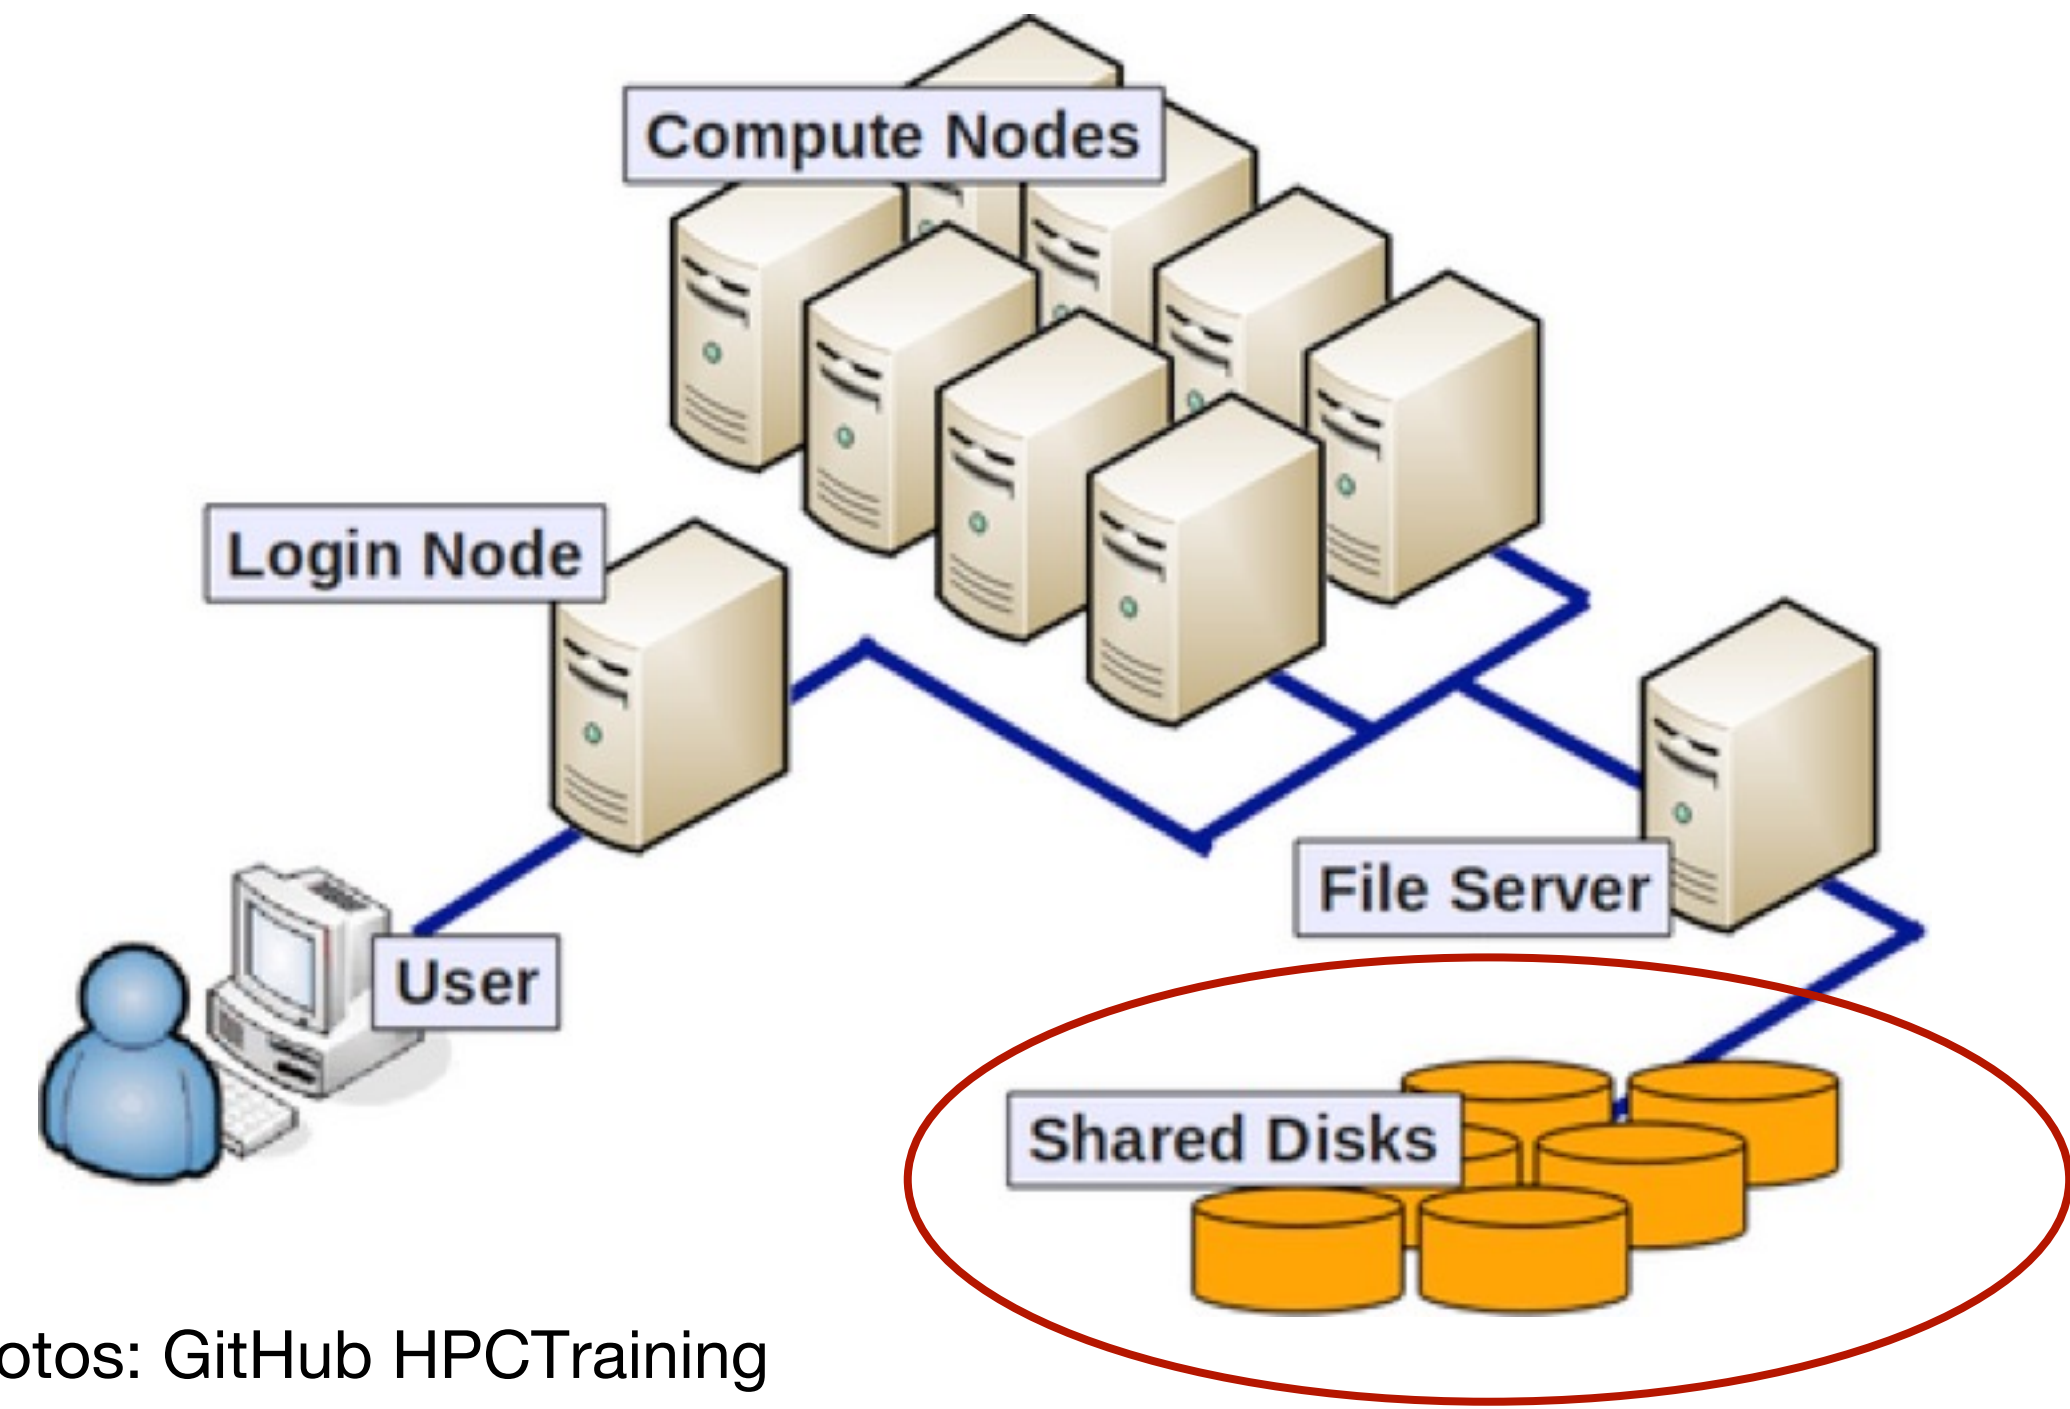 Compute Nodes
Login Node
File Server
User
Shared Disks
otos: GitHub HPCTraining